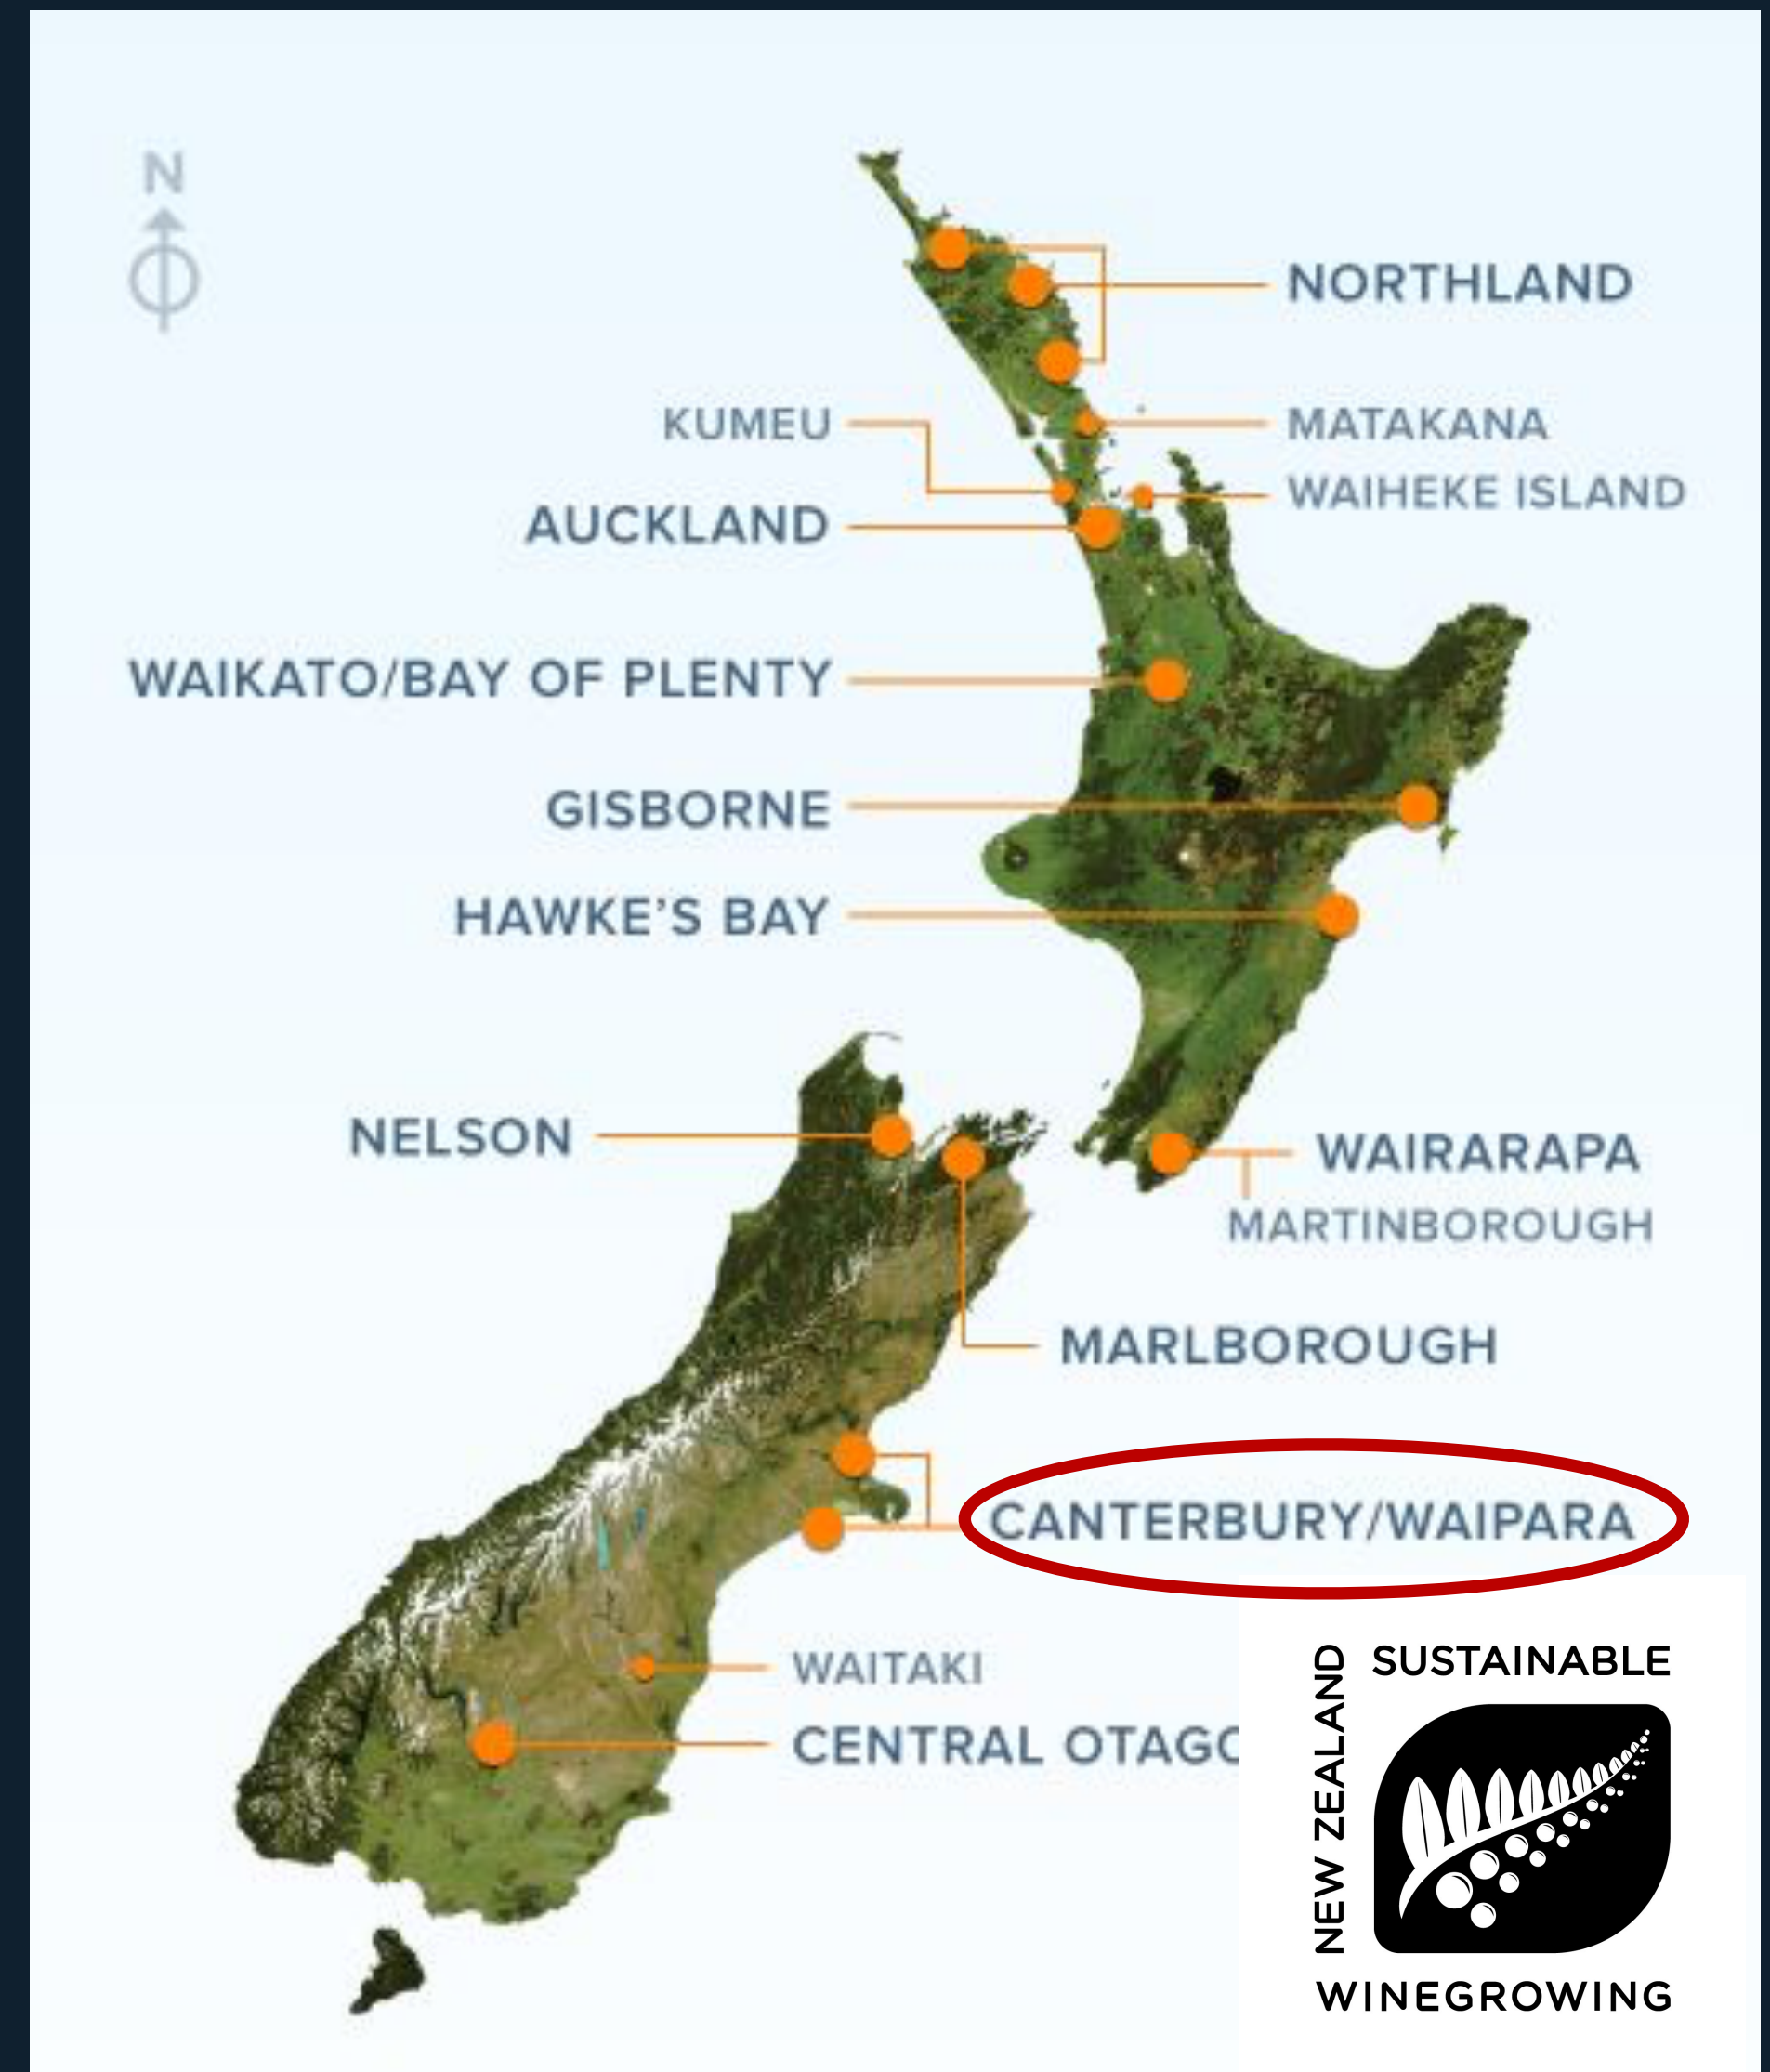 N
NORTHLAND
KUMEU
MATAKANA
WAIHEKE ISLAND
AUCKLAND
WAIKATO/BAY OF PLENTY
GISBORNE
HAWKE'S BAY
NELSON
WAIRARAPA
MARTINBOROUGH
MARLBOROUGH
CANTERBURY/WAIPARA
WAITAKI
CENTRAL OTAGO
NEW ZEALAND
SUSTAINABLE
WINEGROWING